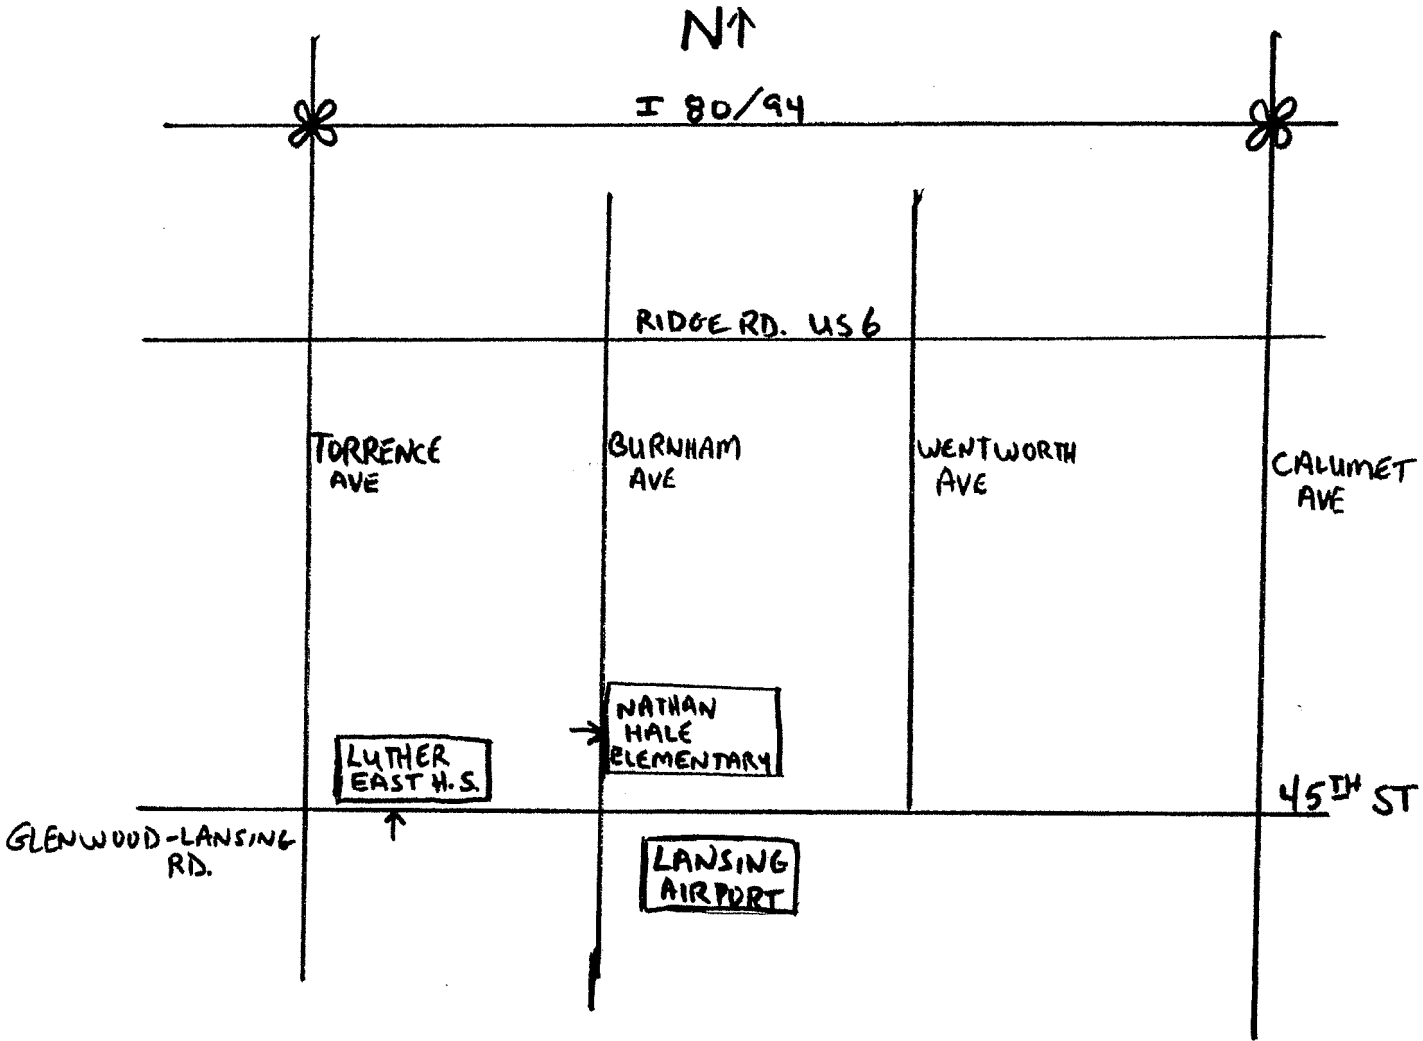 N↑
I 80/94
RIDGE RD. US 6
TORRENCE
AVE
BURNHAM
AVE
WENTWORTH
AVE
CALUMET
AVE
NATHAN
HALE
ELEMENTARY
LUTHER
EAST H.S.
45TH ST
GLENWOOD-LANSING
RD.
LANSING
AIRPORT